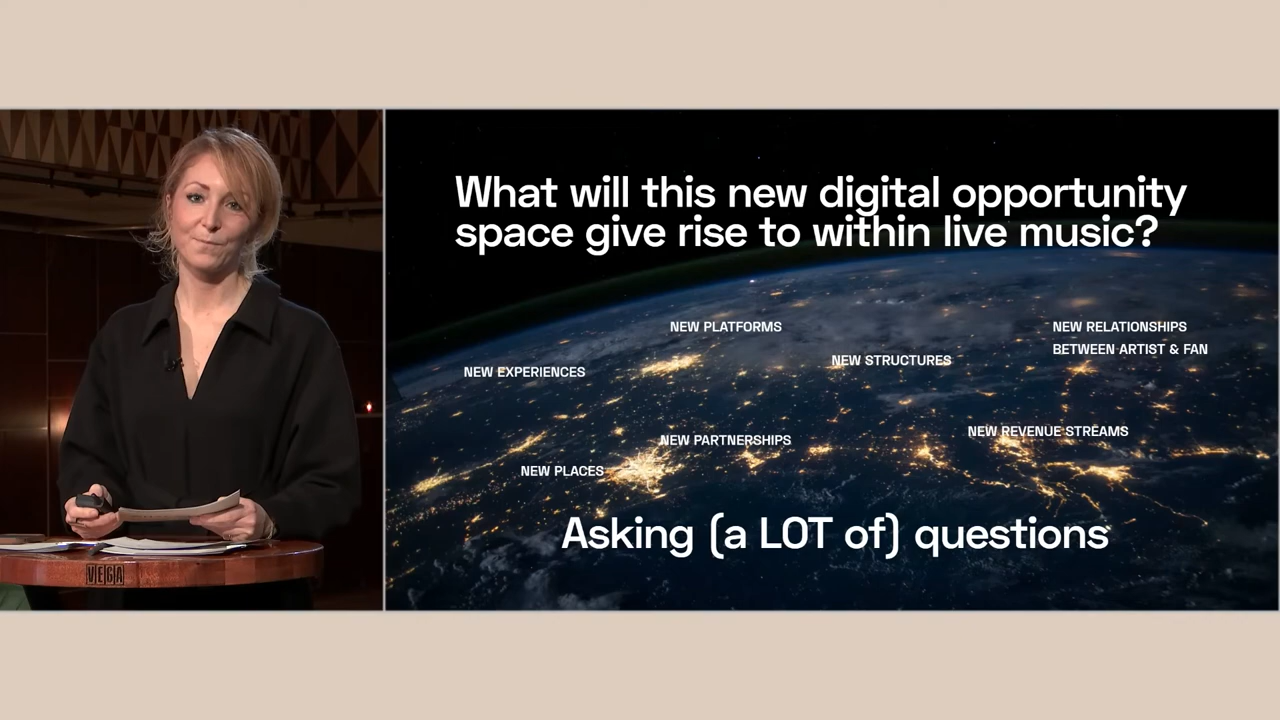 What will this new digital opportunity
space give rise to within live music?
NEW PLATFORMS
NEW RELATIONSHIPS
BETWEEN ARTIST & FAN
NEW STRUCTURES
NEW EXPERIENCES
NEW REVENUE STREAMS
NEW PARTNERSHIPS
NEW PLACES
Asking (a LOT of) questions
VEGA